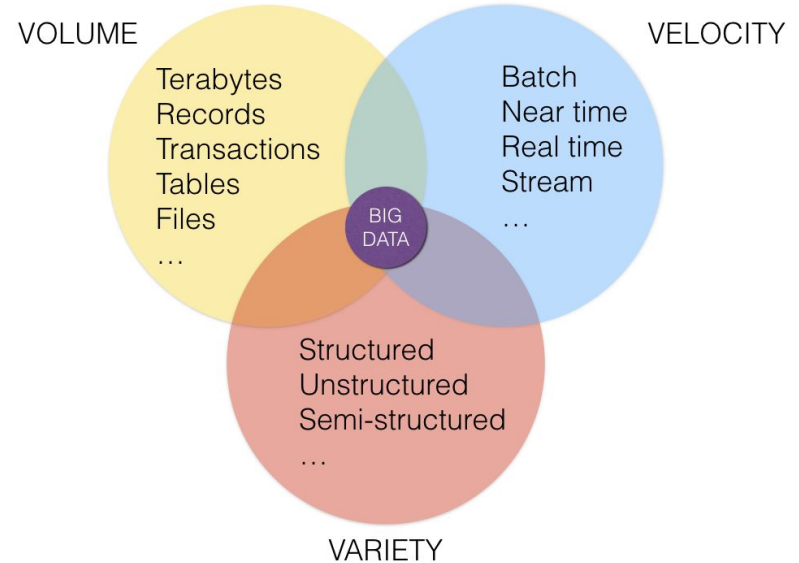 VOLUME
VELOCITY
Terabytes
Records
Transactions
Tables
Files
…
Batch
Near time
Real time
Stream
…
BIG
DATA
Structured
Unstructured
Semi-structured
…
VARIETY